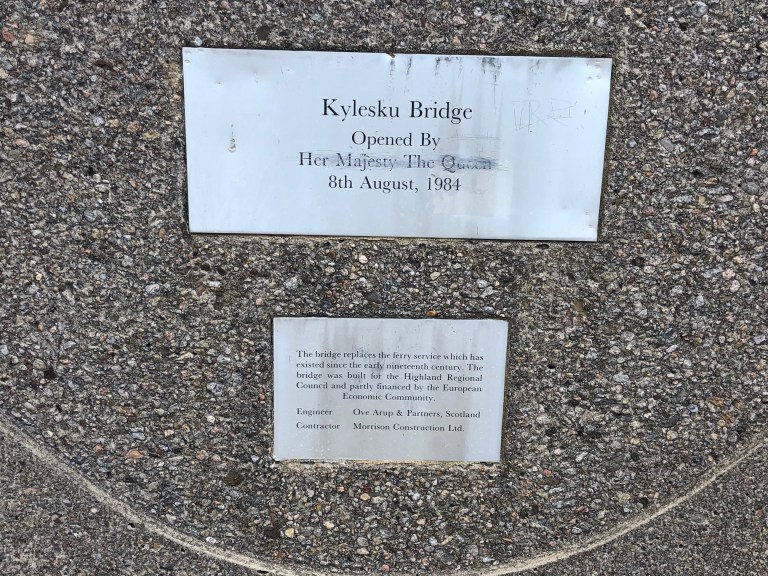 Kylesku Bridge
Opened By
Her Majesty The Queen
8th August, 1984
The bridge replaces the ferry service which has
existed since the early nineteenth century. The
bridge was built for the Highland Regional
Council and partly financed by the European
Economic Community.
Engineer Ove Arup & Partners, Scotland
Contractor Morrison Construction Ltd.